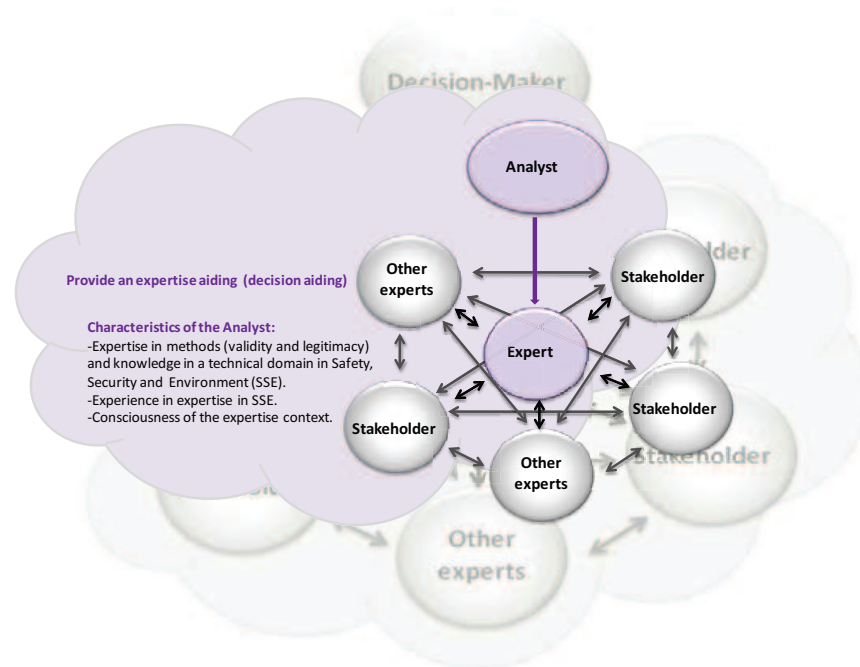 Decision-Maker
Analyst
Other
experts
Stakeholder
Provide an expertise aiding (decision aiding)
Characteristics of the Analyst:
-Expertise in methods (validity and legitimacy)
and knowledge in a technical domain in Safety,
Security and Environment (SSE).
-Experience in expertise in SSE.
-Consciousness of the expertise context.
Expert
Stakeholder
Stakeholder
Other
experts
Stakeholder
Other
experts